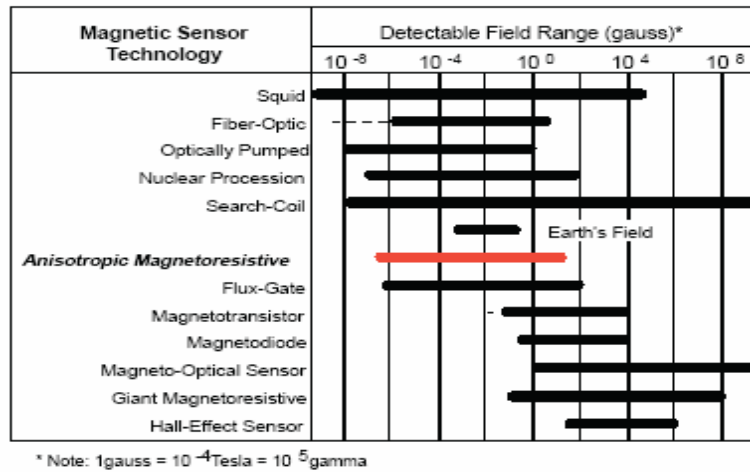 Magnetic Sensor Technology
Detectable Field Range (gauss)*
10 -8 10 -4 10 0 10 4 10 8
Squid
Fiber-Optic
Optically Pumped
Nuclear Procession
Search-Coil
Earth's Field
Anisotropic Magnetoresistive
Flux-Gate
Magnetotransistor
Magnetodiode
Magneto-Optical Sensor
Giant Magnetoresistive
Hall-Effect Sensor
* Note: 1gauss = 10 -4Tesla = 10 5gamma